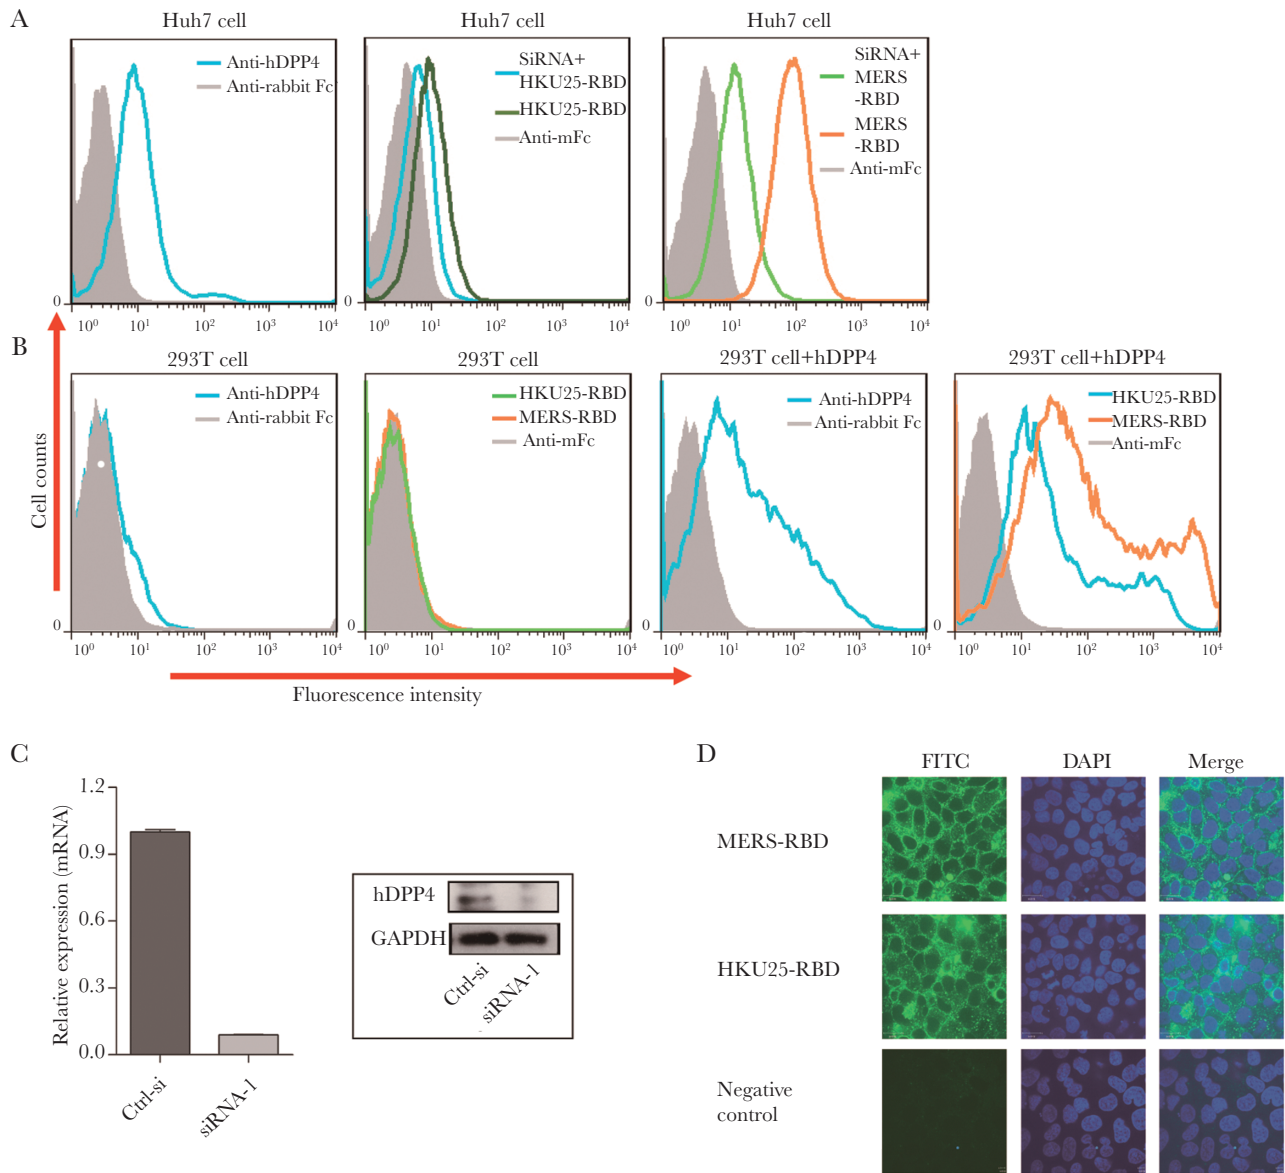 A
Huh7 cell
Anti-hDPP4
Anti-rabbit Fc
0
10⁰ 10¹ 10² 10³ 10⁴
Huh7 cell
SiRNA+
HKU25-RBD
HKU25-RBD
Anti-mFc
0
10⁰ 10¹ 10² 10³ 10⁴
Huh7 cell
SiRNA+
MERS
-RBD
MERS
-RBD
Anti-mFc
0
10⁰ 10¹ 10² 10³ 10⁴
B
293T cell
Anti-hDPP4
Anti-rabbit Fc
0
10⁰ 10¹ 10² 10³ 10⁴
293T cell
HKU25-RBD
MERS-RBD
Anti-mFc
0
10⁰ 10¹ 10² 10³ 10⁴
293T cell+hDPP4
Anti-hDPP4
Anti-rabbit Fc
0
10⁰ 10¹ 10² 10³ 10⁴
293T cell+hDPP4
HKU25-RBD
MERS-RBD
Anti-mFc
0
10⁰ 10¹ 10² 10³ 10⁴
Cell counts
Fluorescence intensity
C
Relative expression (mRNA)
1.2
0.9
0.6
0.3
0.0
Ctrl-si
siRNA-1
hDPP4
GAPDH
Ctrl-si
siRNA-1
D
FITC DAPI Merge
MERS-RBD
HKU25-RBD
Negative
control